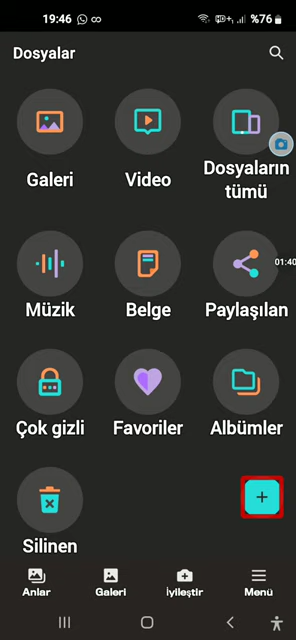 19:46
%76
Dosyalar
Galeri
Video
Dosyaların
tümü
Müzik
Belge
Paylaşılan
01:40
Çok gizli
Favoriler
Albümler
Silinen
Anlar
Galeri
İyileştir
Menü